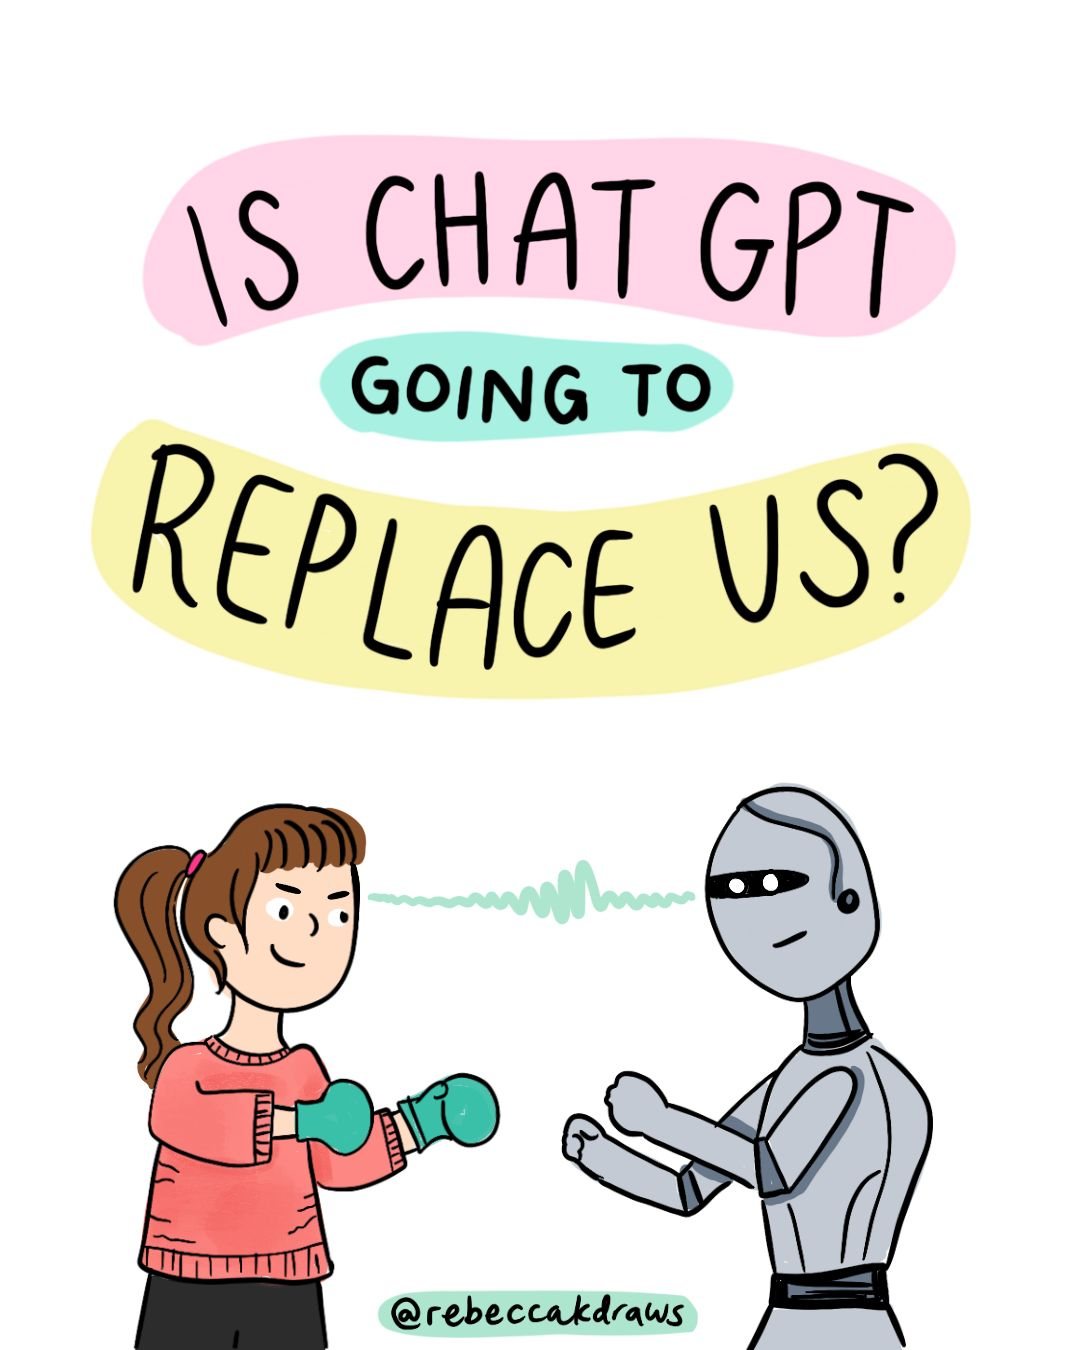 IS CHAT GPT
GOING TO
REPLACE US?
@rebeccakdraws